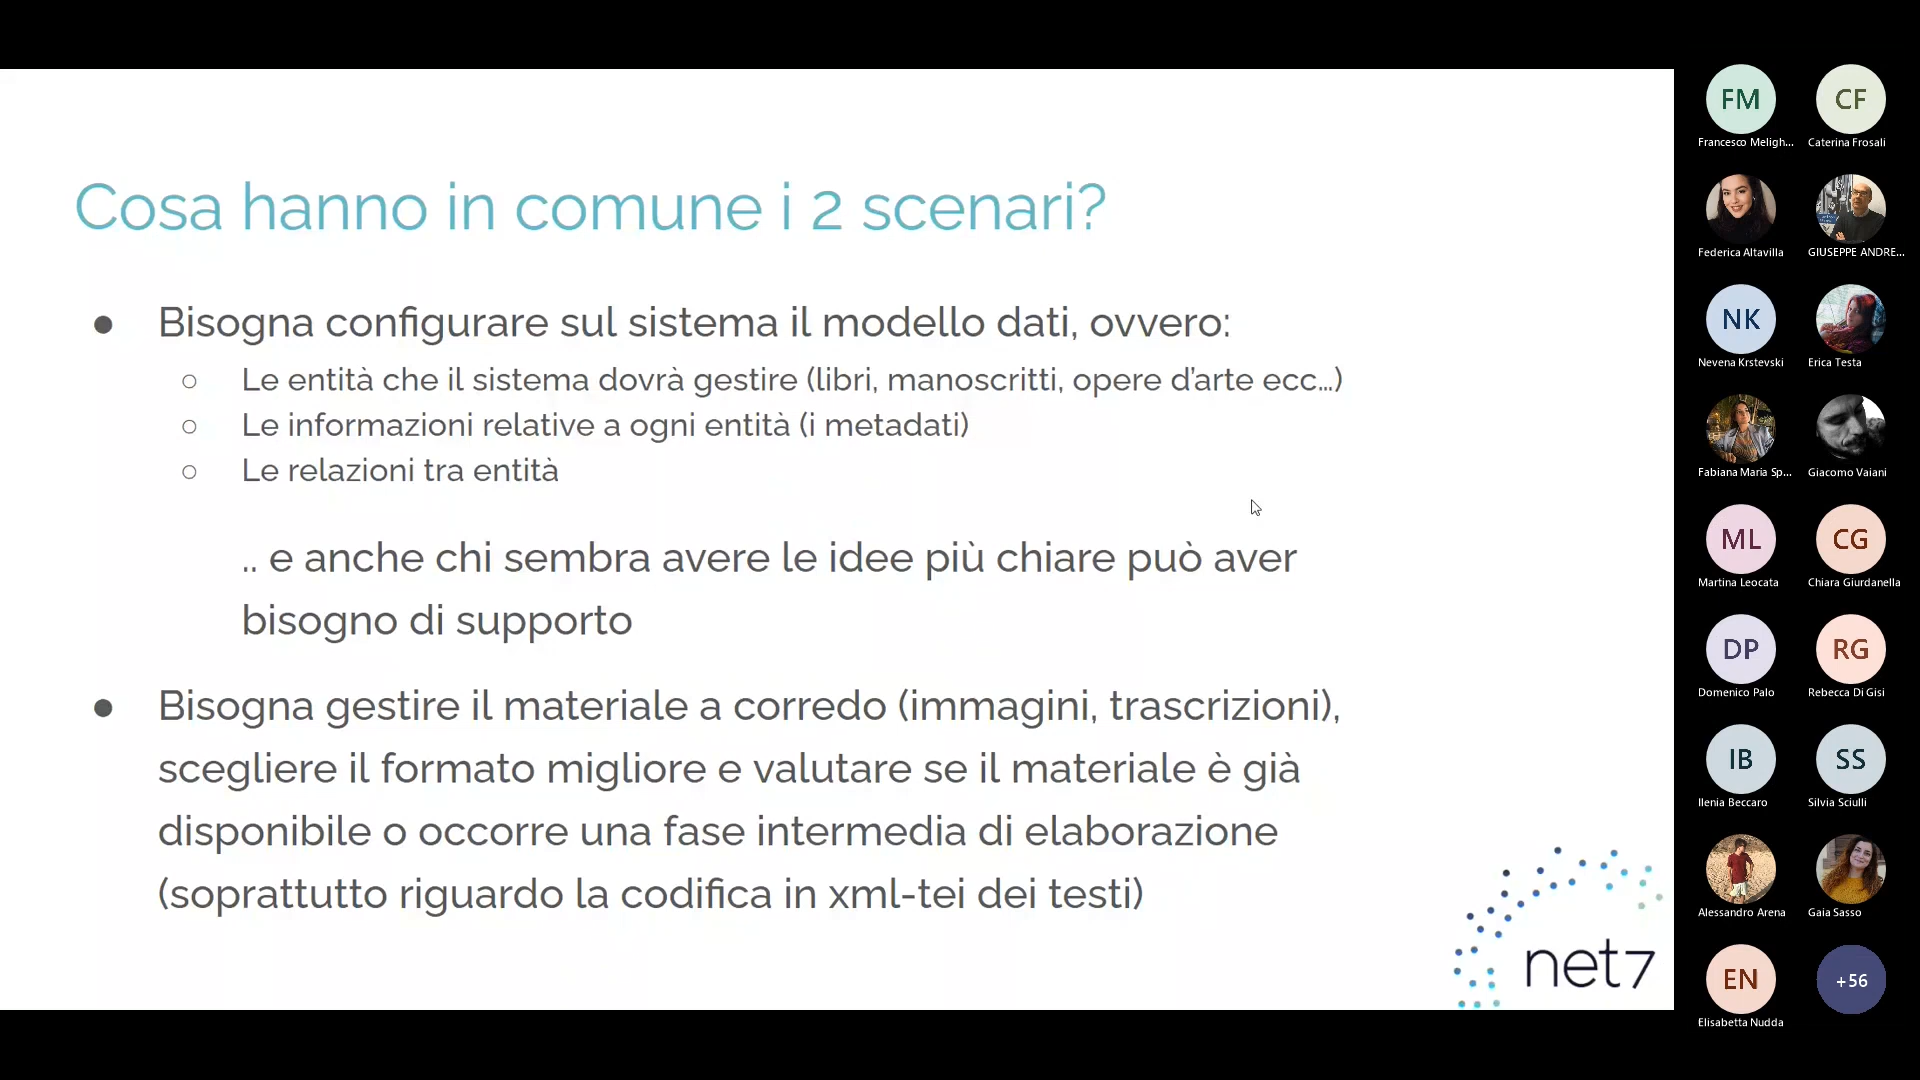 Cosa hanno in comune i 2 scenari?
● Bisogna configurare sul sistema il modello dati, ovvero:
○ Le entità che il sistema dovrà gestire (libri, manoscritti, opere d'arte ecc...)
○ Le informazioni relative a ogni entità (i metadati)
○ Le relazioni tra entità
.. e anche chi sembra avere le idee più chiare può aver
bisogno di supporto
● Bisogna gestire il materiale a corredo (immagini, trascrizioni),
scegliere il formato migliore e valutare se il materiale è già
disponibile o occorre una fase intermedia di elaborazione
(soprattutto riguardo la codifica in xml-tei dei testi)
net7
FM CF
Francesco Meligh... Caterina Frosali
Federica Altavilla GIUSEPPE ANDRE...
NK
Nevena Krstevski Erica Testa
Fabiana Maria Sp... Giacomo Vaiani
ML CG
Martina Leocata Chiara Giurdanella
DP RG
Domenico Palo Rebecca Di Gisi
IB SS
Ilenia Beccaro Silvia Sciulli
Alessandro Arena Gaia Sasso
EN +56
Elisabetta Nudda